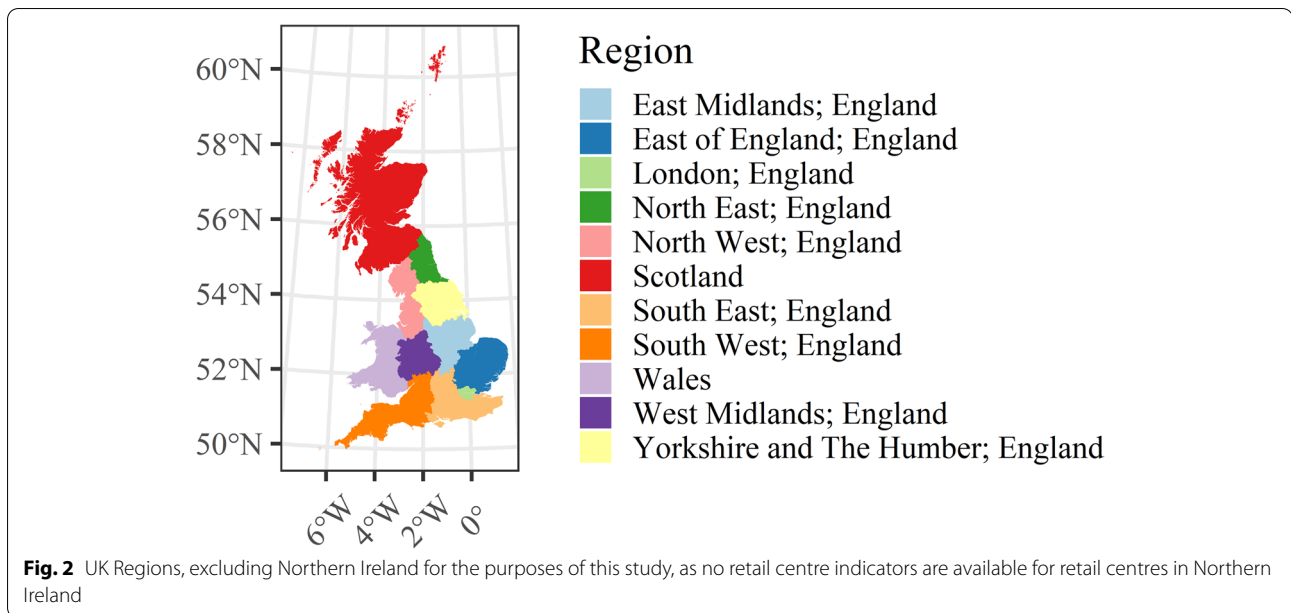 60°N
58°N
56°N
54°N
52°N
50°N
6°W
4°W
2°W
0°
Region
East Midlands; England
East of England; England
London; England
North East; England
North West; England
Scotland
South East; England
South West; England
Wales
West Midlands; England
Yorkshire and The Humber; England
Fig. 2 UK Regions, excluding Northern Ireland for the purposes of this study, as no retail centre indicators are available for retail centres in Northern
Ireland